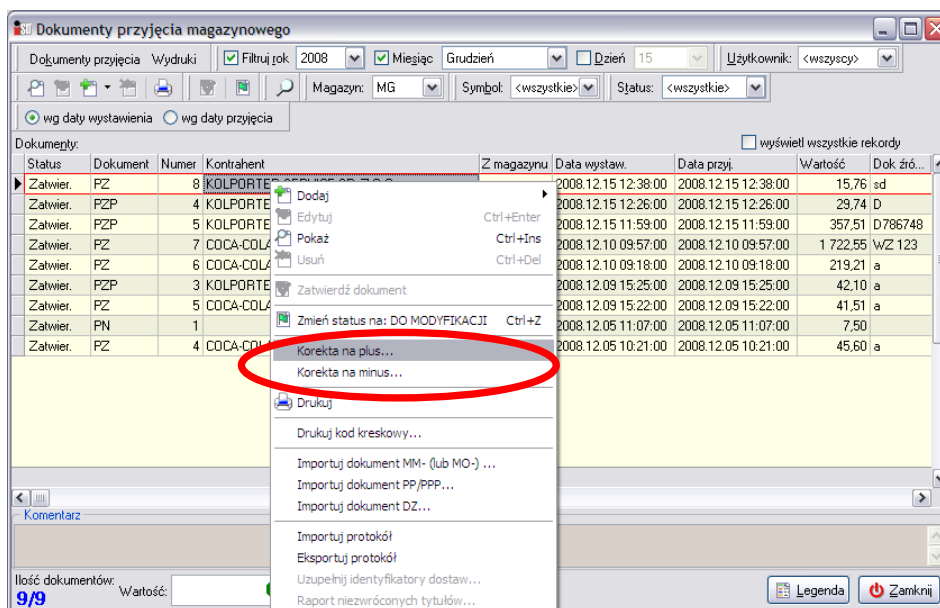 Dokumenty przyjęcia magazynowego
Dokumenty przyjęcia Wydruki Filtruj rok 2008 Miesiąc Grudzień Dzień 15 Użytkownik: <wszyscy>
Magazyn: MG Symbol: <wszystkie> Status: <wszystkie>
wg daty wystawienia wg daty przyjęcia
Dokumenty: wyświetl wszystkie rekordy
Status Dokument Numer Kontrahent Z magazynu Data wystaw. Data przyj. Wartość Dok źró...
Zatwier. PZ 8 KOLPORTER SERVICE SP. Z O.O. 2008.12.15 12:38:00 2008.12.15 12:38:00 15,76 sd
Zatwier. PZP 4 KOLPORTE 2008.12.15 12:26:00 2008.12.15 12:26:00 29,74 D
Zatwier. PZP 5 KOLPORTE 2008.12.15 11:59:00 2008.12.15 11:59:00 357,51 D786748
Zatwier. PZ 7 COCA-COLA 2008.12.10 09:57:00 2008.12.10 09:57:00 1 722,55 WZ 123
Zatwier. PZ 6 COCA-COLA 2008.12.10 09:18:00 2008.12.10 09:18:00 219,21 a
Zatwier. PZP 3 KOLPORTE 2008.12.09 15:25:00 2008.12.09 15:25:00 42,10 a
Zatwier. PZ 5 COCA-COLA 2008.12.09 15:22:00 2008.12.09 15:22:00 41,51 a
Zatwier. PN 1 2008.12.05 11:07:00 2008.12.05 11:07:00 7,50
Zatwier. PZ 4 COCA-COLA 2008.12.05 10:21:00 2008.12.05 10:21:00 45,60 a
Dodaj
Edytuj Ctrl+Enter
Pokaż Ctrl+Ins
Usuń Ctrl+Del
Zatwierdź dokument
Zmień status na: DO MODYFIKACJI Ctrl+Z
Korekta na plus...
Korekta na minus...
Drukuj
Drukuj kod kreskowy...
Importuj dokument MM- (lub MO-) ...
Importuj dokument PP/PPP...
Importuj dokument DZ...
Importuj protokół
Eksportuj protokół
Uzupełnij identyfikatory dostaw...
Raport niezwróconych tytułów...
Komentarz
Ilość dokumentów:
9/9
Wartość:
Legenda
Zamknij